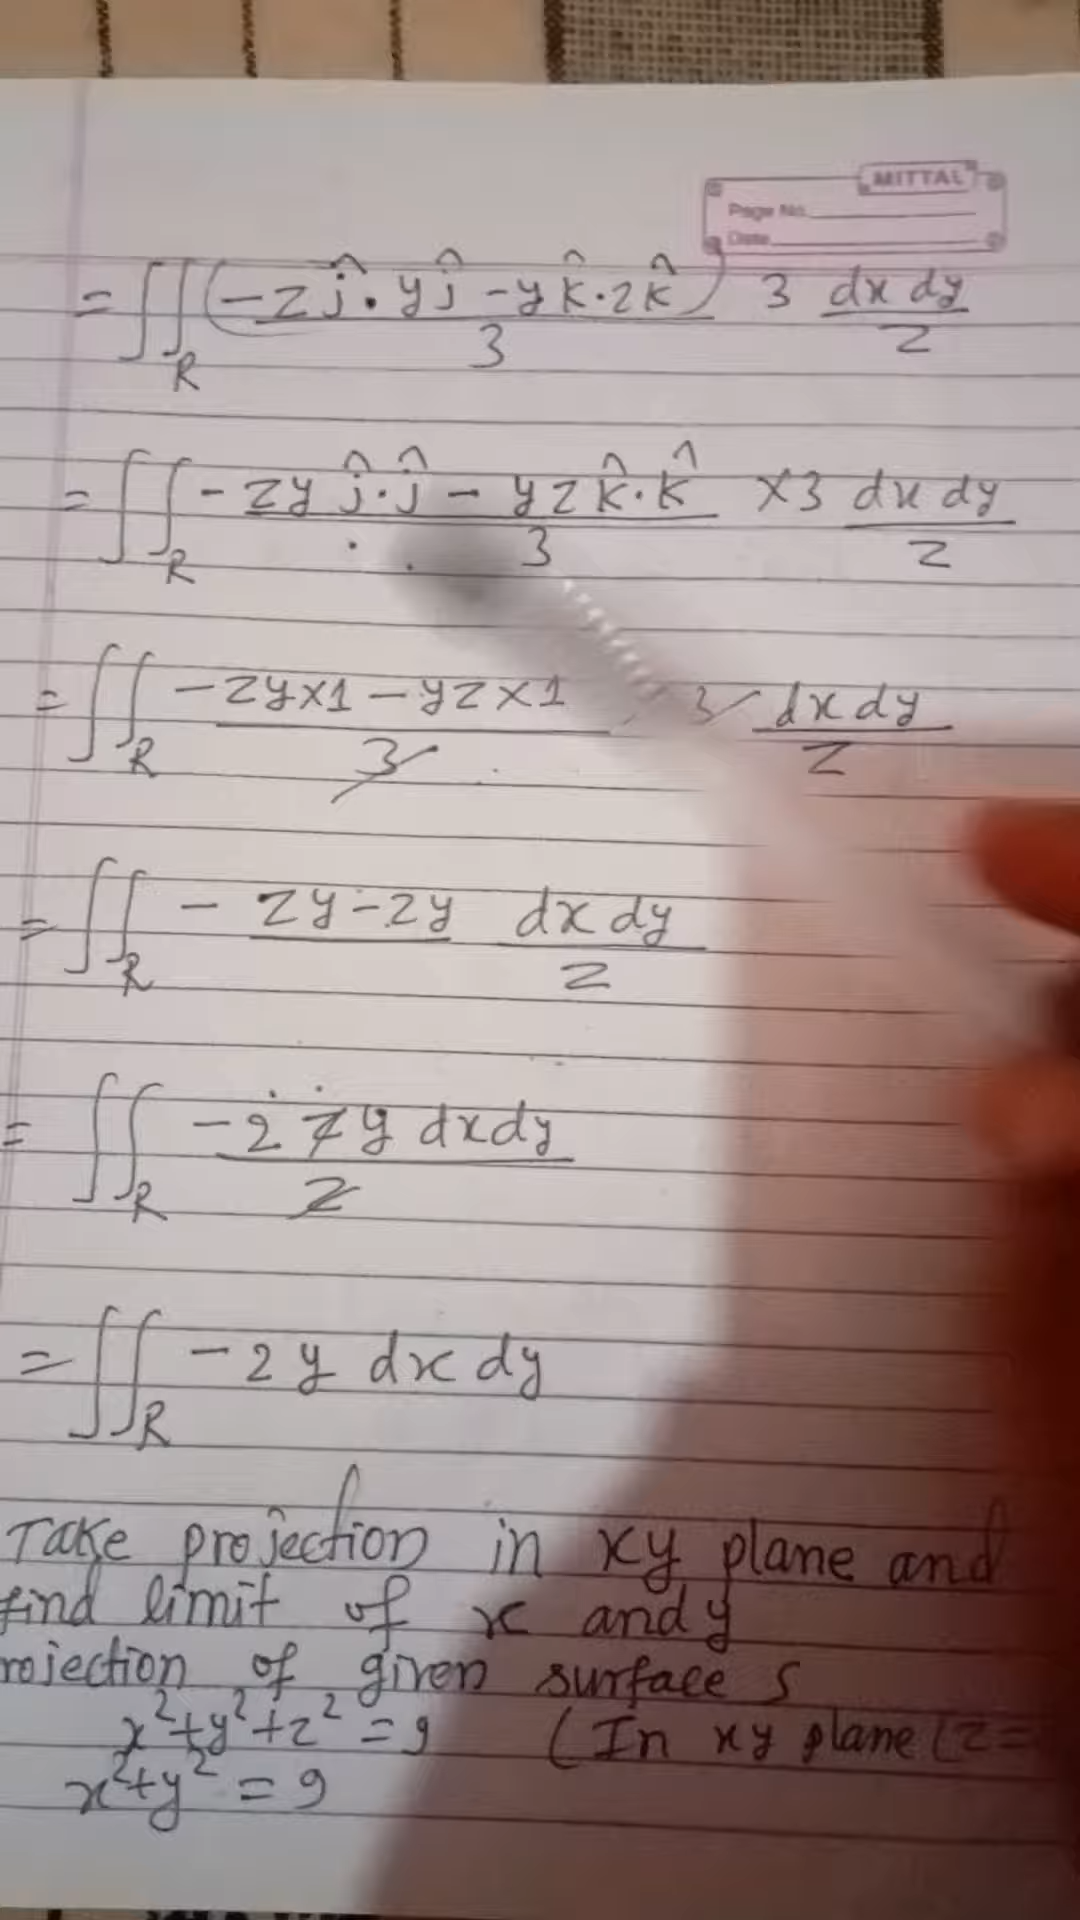 MITTAL
Page No.
Date
= ∬_R (-z ĵ . y ĵ - y k̂ . z k̂)/3 3 dx dy/z
= ∬_R (-zy ĵ . ĵ - yz k̂ . k̂)/3 ×3 dx dy/z
= ∬_R (-zy×1 - yz×1)/3 3 dx dy/z
= ∬_R - zy - zy dx dy/z
= ∬_R -2 z y dx dy/z
= ∬_R -2y dx dy
Take projection in xy plane and
find limit of x and y
rojection of given surface S
x²+y²+z² = 9 (In xy plane (z=
x²+y² = 9